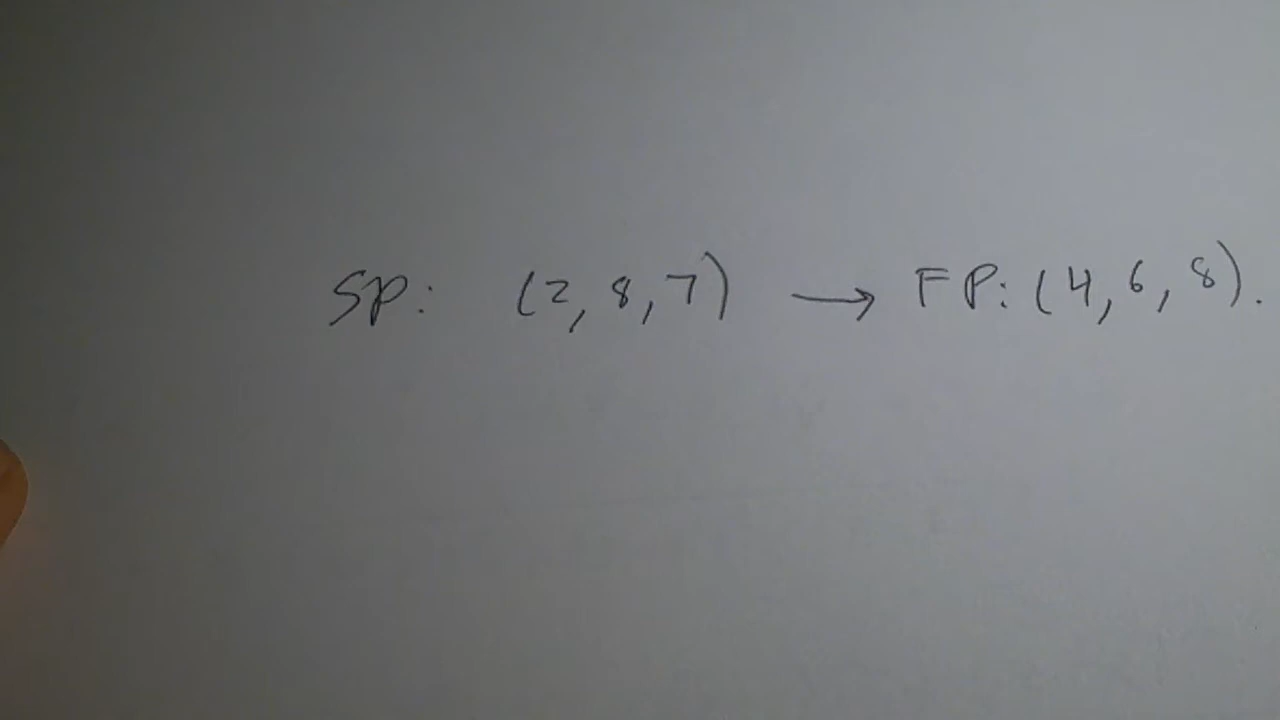 SP: (2, 8, 7) → FP: (4, 6, 8).